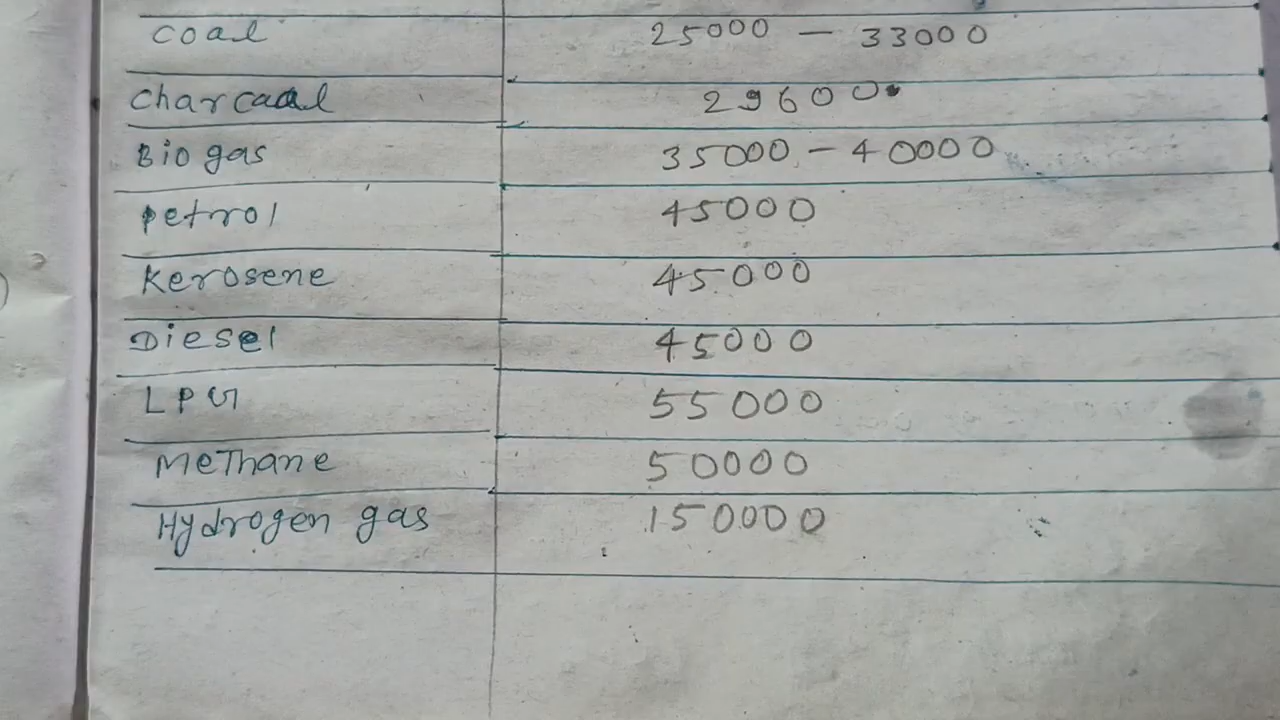 coal 25000 - 33000
charcoal 29600
Biogas 35000 - 40000
petrol 45000
Kerosene 45000
Diesel 45000
LPG 55000
Methane 50000
Hydrogen gas 150000